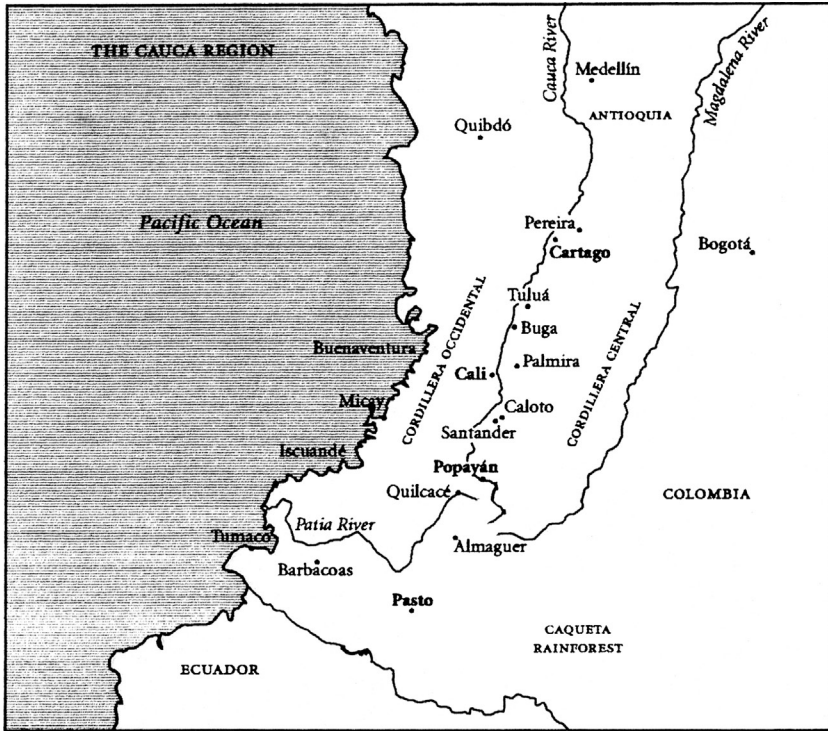 THE CAUCA REGION
Cauca River
Magdalena River
Medellín
ANTIOQUIA
Quibdó
Pacific Ocean
Pereira
Cartago
Bogotá
Tuluá
CORDILLERA OCCIDENTAL
Buga
Buenaventura
Palmira
Cali
CORDILLERA CENTRAL
Micay
Caloto
Santander
Iscuandé
Popayán
Quilcacé
COLOMBIA
Patia River
Tumaco
Almaguer
Barbacoas
Pasto
CAQUETA
RAINFOREST
ECUADOR